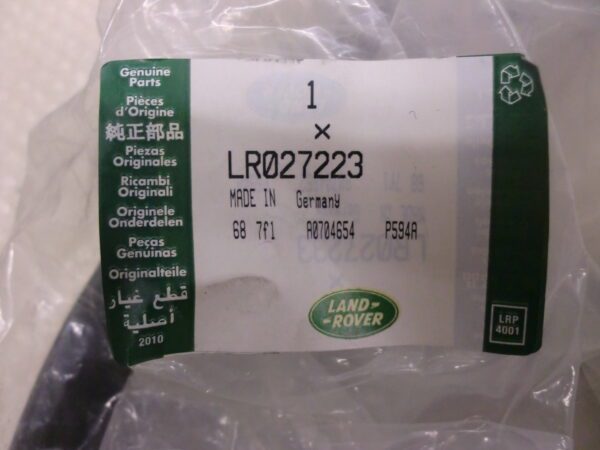 Genuine
Parts
Pièces
d'Origine
純正部品
Piezas
Originales
Ricambi
Originali
Originele
Onderdelen
Peças
Genuinas
Originalteile
قطع غيار
أصلية
2010
1
×
LR027223
MADE IN Germany
68 7f1 A0704654 P594A
LAND-
-ROVER
LRP
4001